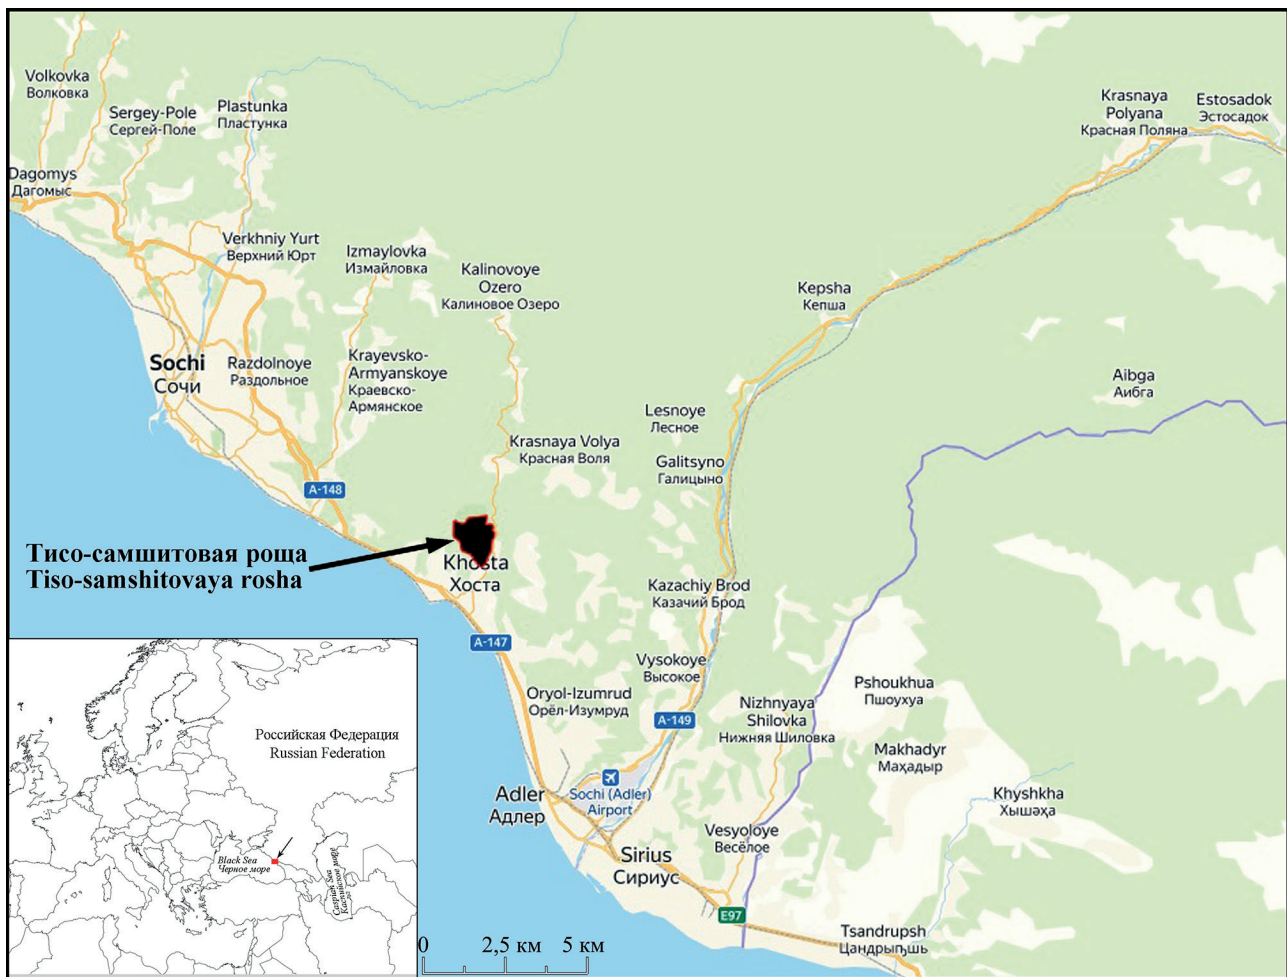 Volkovka
Волковка
Sergey-Pole
Сергей-Поле
Plastunka
Пластунка
Krasnaya
Polyana
Красная Поляна
Estosadok
Эстосадок
Dagomys
Дагомыс
Verkhniy Yurt
Верхний Юрт
Izmaylovka
Измайловка
Kalinovoye
Ozero
Калиновое Озеро
Kepsha
Кепша
Sochi
Сочи
Razdolnoye
Раздольное
Krayevsko-
Armyanskoye
Краевско-
Армянское
Aibga
Аибга
Lesnoye
Лесное
Krasnaya Volya
Красная Воля
Galitsyno
Галицыно
A-148
Тисо-самшитовая роща
Tiso-samshitovaya rosha
Khosta
Хоста
Kazachiy Brod
Казачий Брод
A-147
Vysokoye
Высокое
Oryol-Izumrud
Орёл-Изумруд
A-149
Nizhnyaya
Shilovka
Нижняя Шиловка
Pshoukhua
Пшоухуа
Makhadyr
Маҳадыр
Khyshkha
Хышәҳа
Adler
Адлер
Sochi (Adler)
Airport
Vesyoloye
Весёлое
Sirius
Сириус
E97
Tsandrupsh
Цандрыԥшь
Российская Федерация
Russian Federation
Black Sea
Черное море
Caspian Sea
Каспийское море
0 2,5 км 5 км